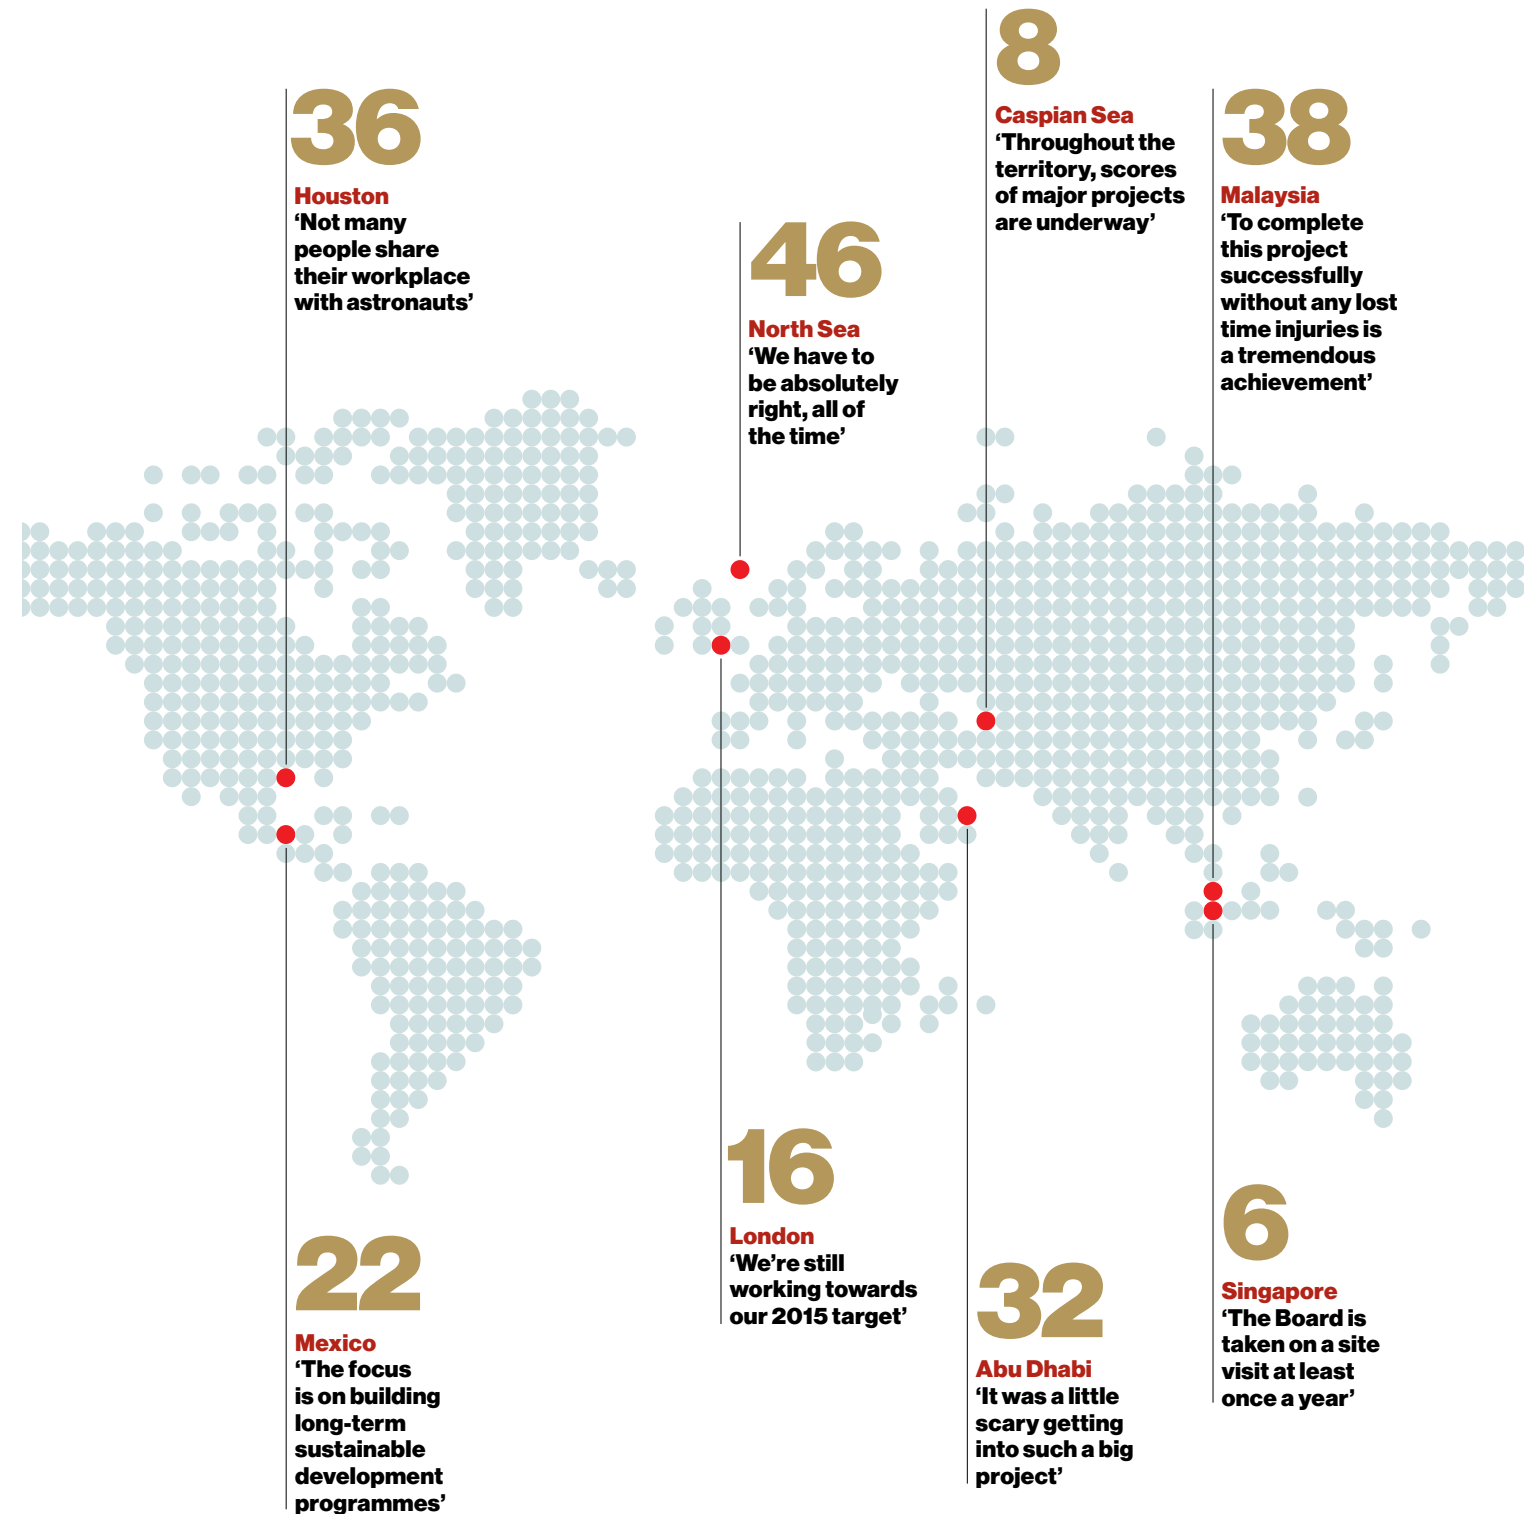 8
Caspian Sea
‘Throughout the
territory, scores
of major projects
are underway’
36
Houston
‘Not many
people share
their workplace
with astronauts’
38
Malaysia
‘To complete
this project
successfully
without any lost
time injuries is
a tremendous
achievement’
46
North Sea
‘We have to
be absolutely
right, all of
the time’
16
London
‘We’re still
working towards
our 2015 target’
6
Singapore
‘The Board is
taken on a site
visit at least
once a year’
22
Mexico
‘The focus
is on building
long-term
sustainable
development
programmes’
32
Abu Dhabi
‘It was a little
scary getting
into such a big
project’